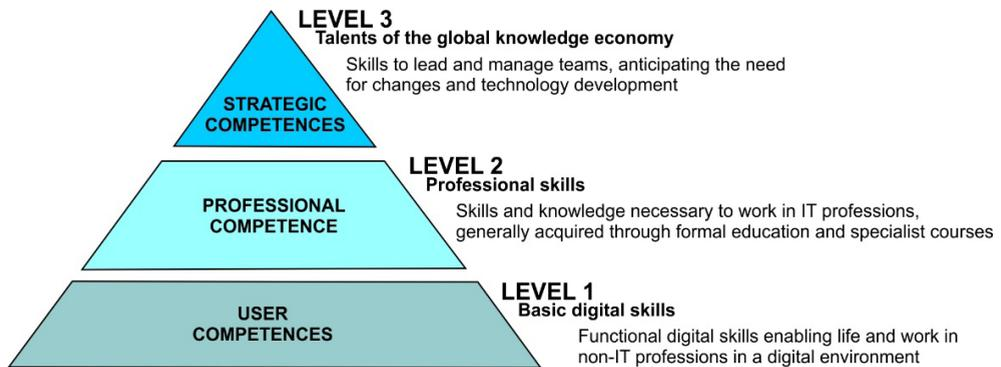 LEVEL 3
Talents of the global knowledge economy
Skills to lead and manage teams, anticipating the need
for changes and technology development
STRATEGIC
COMPETENCES
LEVEL 2
Professional skills
Skills and knowledge necessary to work in IT professions,
generally acquired through formal education and specialist courses
PROFESSIONAL
COMPETENCE
LEVEL 1
Basic digital skills
Functional digital skills enabling life and work in
non-IT professions in a digital environment
USER
COMPETENCES